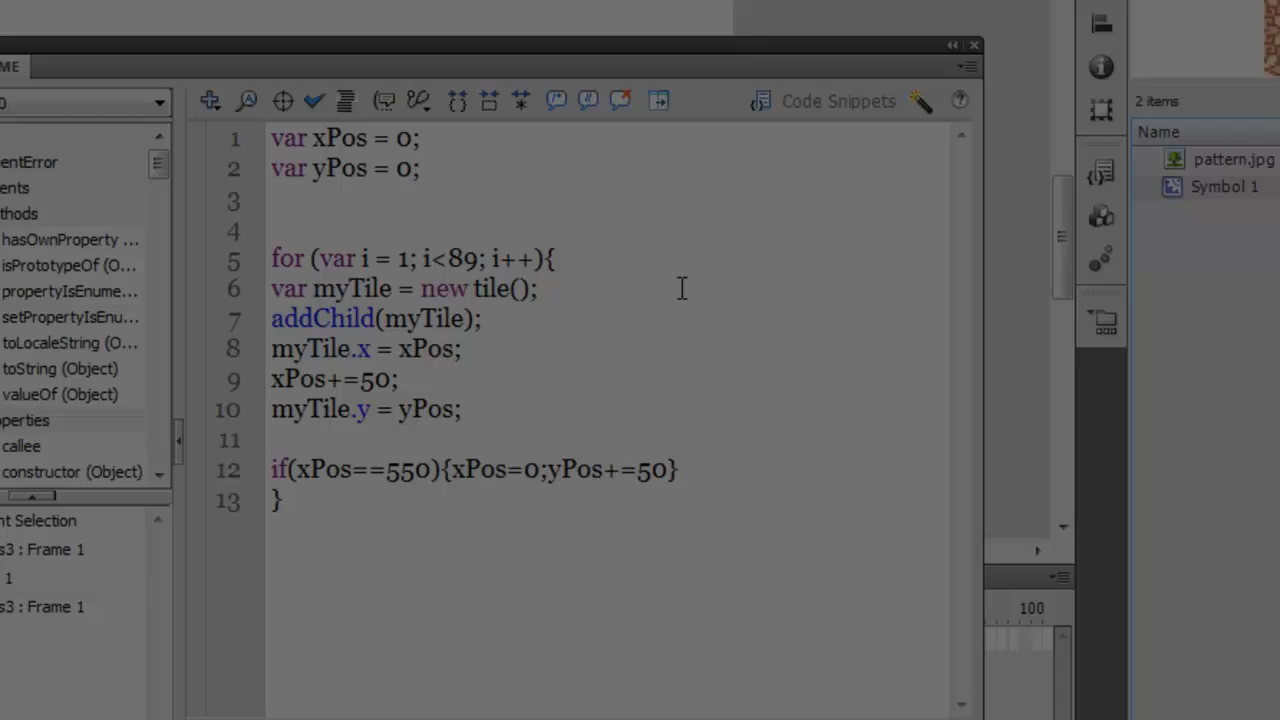 ME
0
entError
ents
thods
hasOwnProperty ...
isPrototypeOf (O...
propertyIsEnume...
setPropertyIsEnu...
toLocaleString (O...
toString (Object)
valueOf (Object)
operties
callee
constructor (Object)
nt Selection
s3 : Frame 1
1
s3 : Frame 1
Code Snippets
1 var xPos = 0;
2 var yPos = 0;
3
4
5 for (var i = 1; i<89; i++){
6 var myTile = new tile();
7 addChild(myTile);
8 myTile.x = xPos;
9 xPos+=50;
10 myTile.y = yPos;
11
12 if(xPos==550){xPos=0;yPos+=50}
13 }
100
2 items
Name
pattern.jpg
Symbol 1